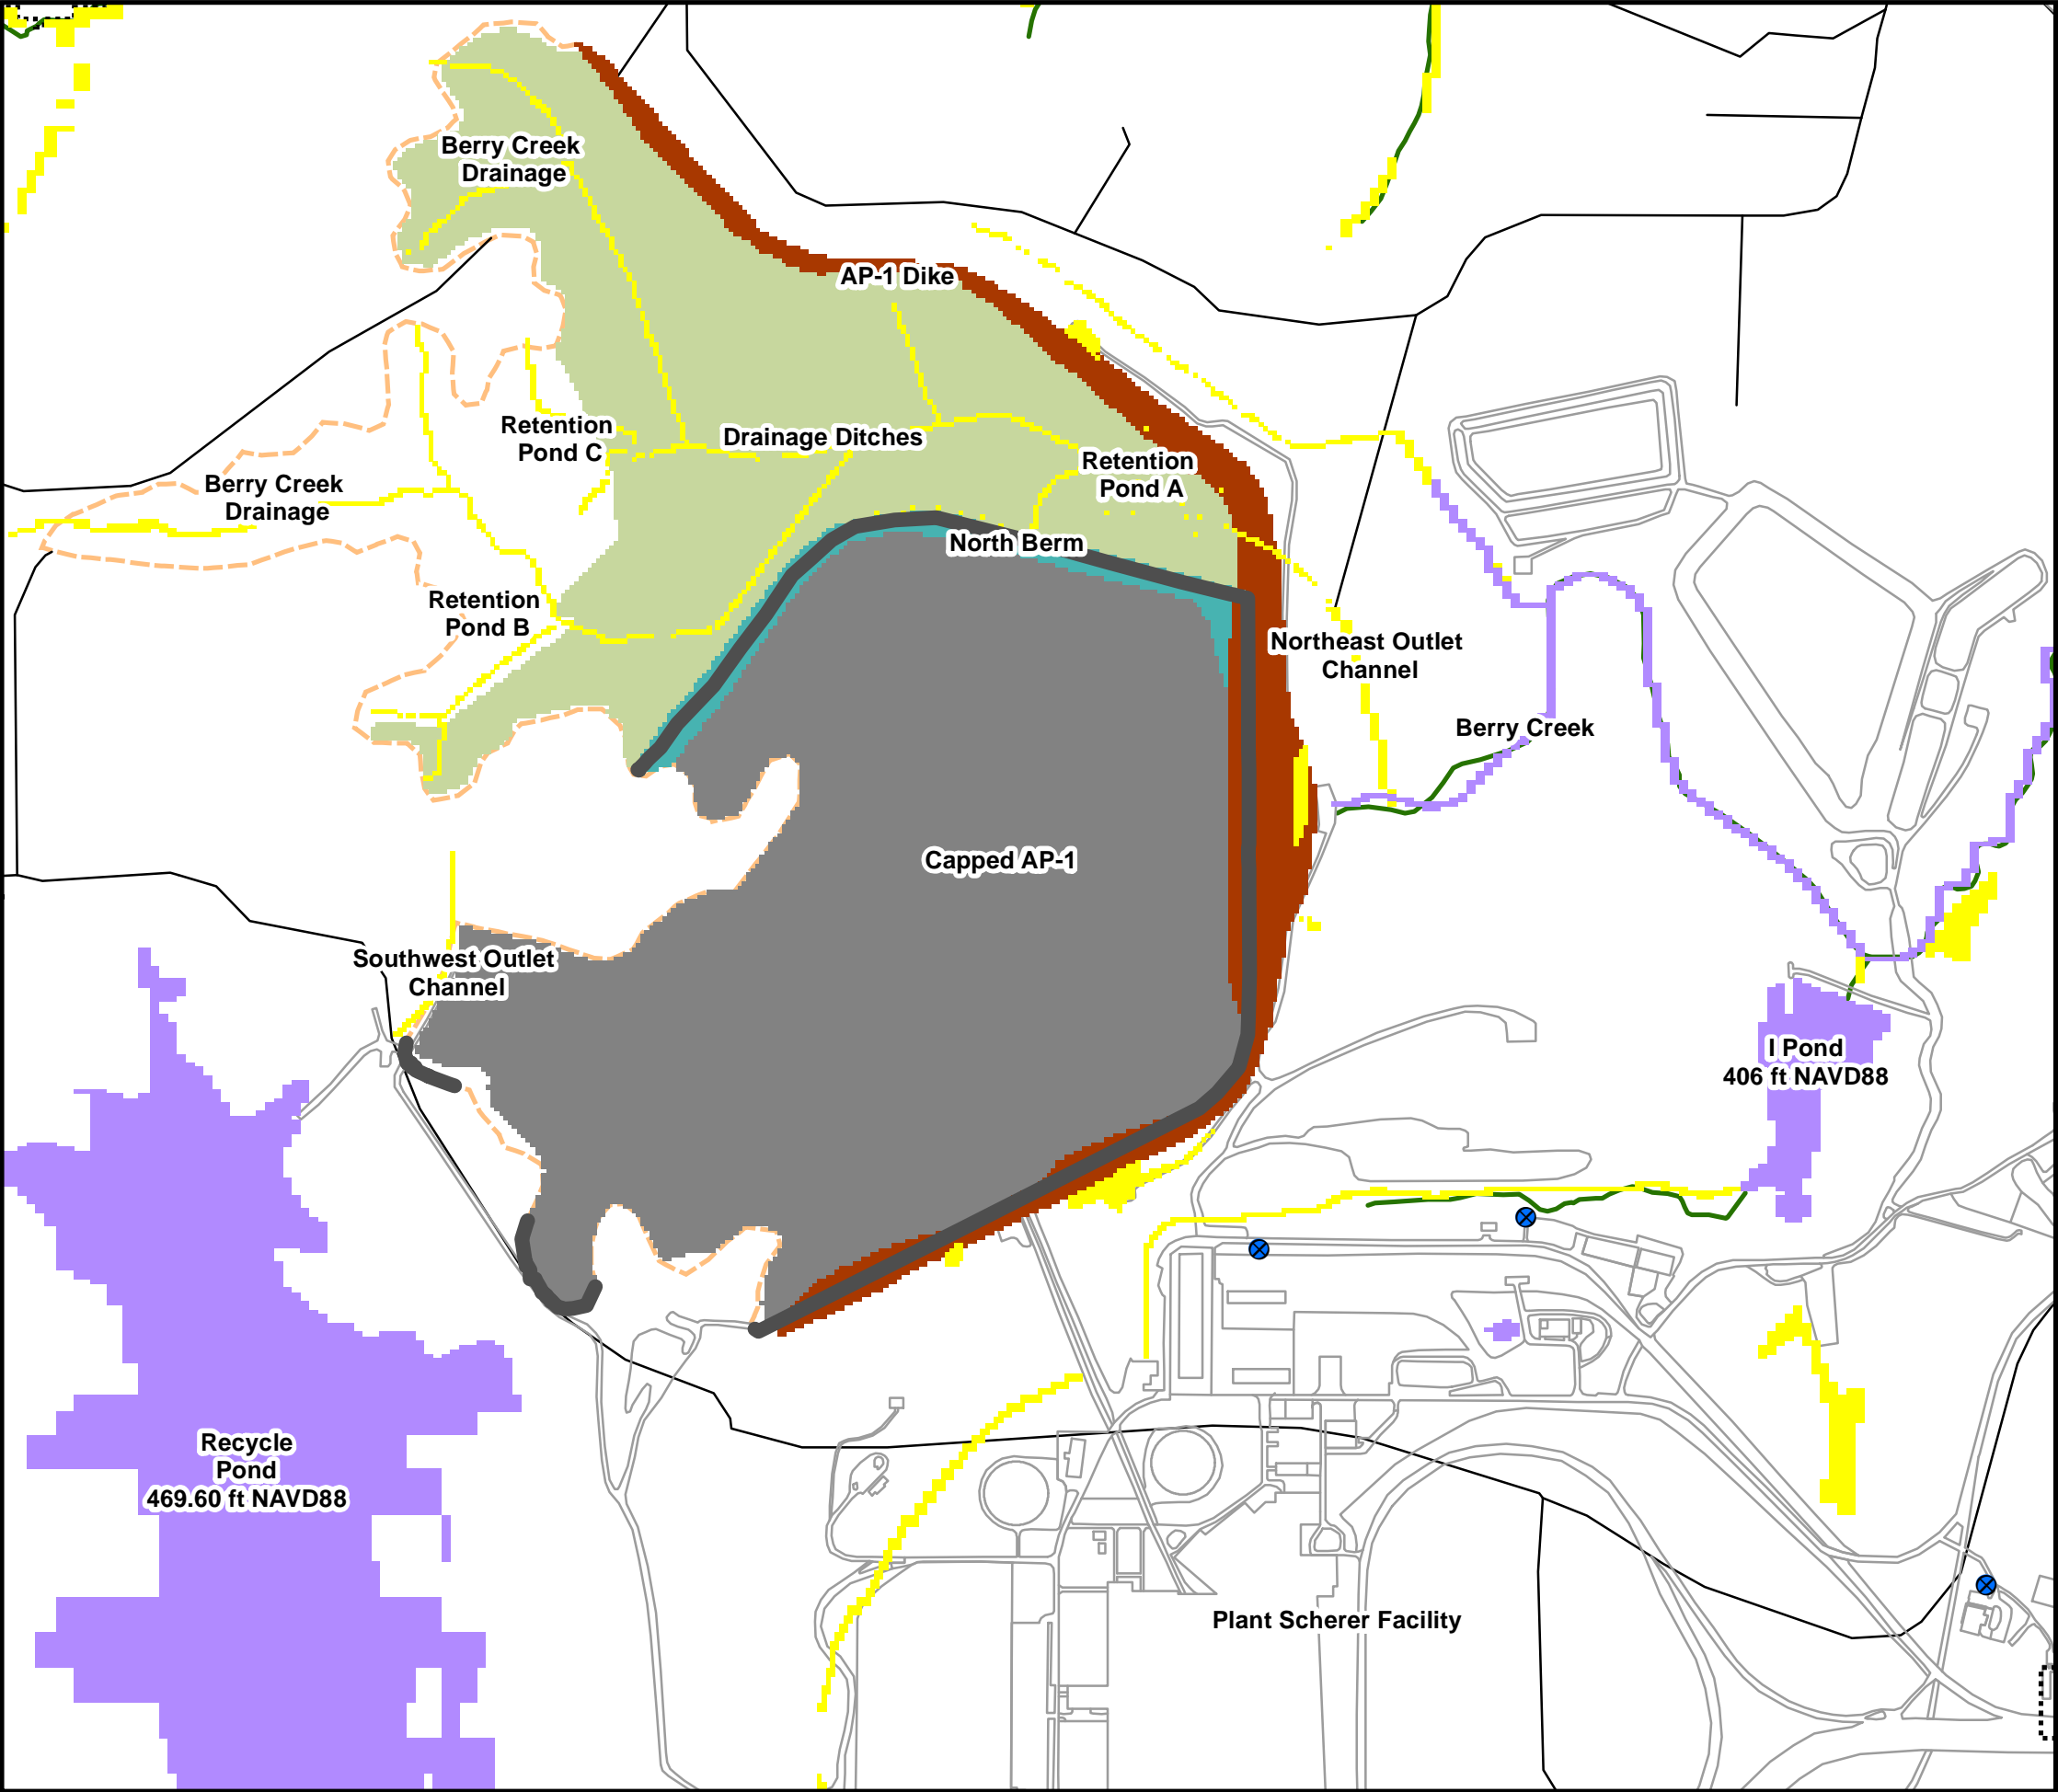 Berry Creek
Drainage
AP-1 Dike
Retention
Pond C
Drainage Ditches
Retention
Pond A
Berry Creek
Drainage
North Berm
Retention
Pond B
Northeast Outlet
Channel
Berry Creek
Capped AP-1
Southwest Outlet
Channel
I Pond
406 ft NAVD88
Recycle
Pond
469.60 ft NAVD88
Plant Scherer Facility